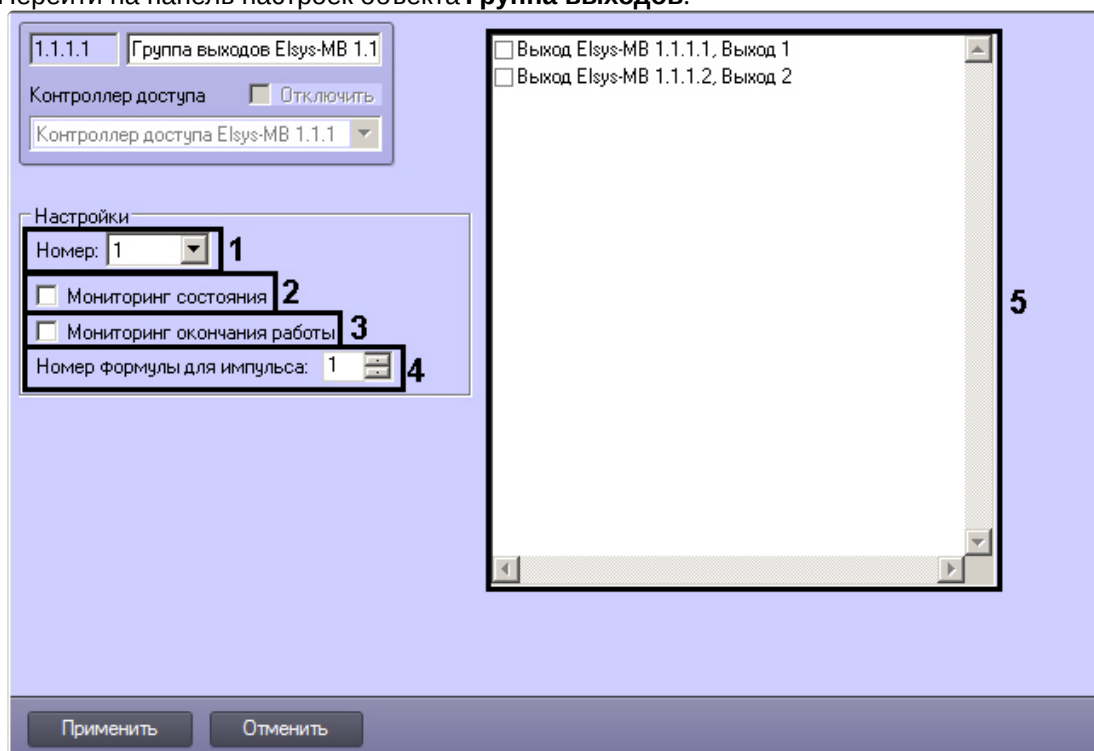 Перейти на панель настроек объекта Группа выходов.
1.1.1.1 Группа выходов Elsys-MB 1.1
Контроллер доступа Отключить
Контроллер доступа Elsys-MB 1.1.1
Настройки
Номер: 1 1
Мониторинг состояния 2
Мониторинг окончания работы 3
Номер формулы для импульса: 1 4
Выход Elsys-MB 1.1.1.1, Выход 1
Выход Elsys-MB 1.1.1.2, Выход 2
5
Применить Отменить